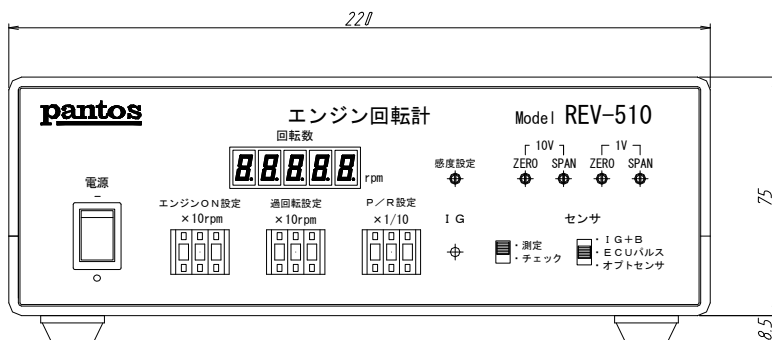 220
pantos
エンジン回転計
Model REV-510
回転数
8.8.8.8.8.
rpm
感度設定
10V
1V
ZERO SPAN ZERO SPAN
電源
エンジンON設定
×10rpm
過回転設定
×10rpm
P／R設定
×1/10
IG
センサ
・測定
・チェック
・IG+B
・ECUパルス
・オプトセンサ
75
8.5